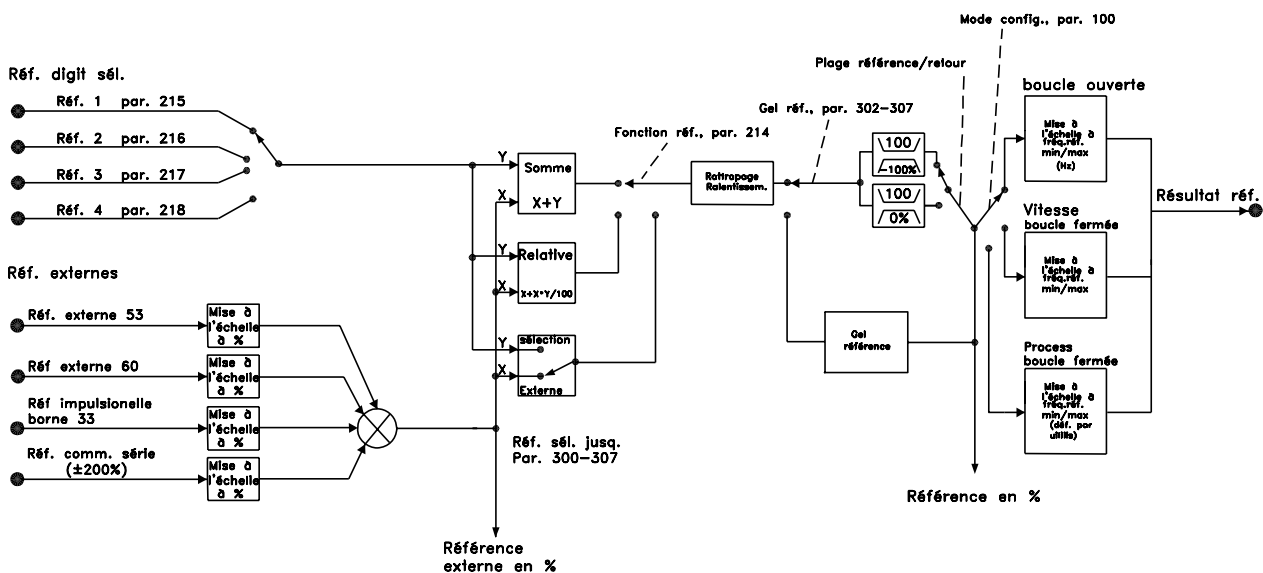 Mode config., par. 100
Plage référence/retour
Gel réf., par. 302-307
Fonction réf., par. 214
Réf. digit sél.
Réf. 1 par. 215
Réf. 2 par. 216
Réf. 3 par. 217
Réf. 4 par. 218
Y
X
Somme
X+Y
Y
X
Relative
X+X*Y/100
Y
X
sélection
Externe
Rattrapage
Ralentissem.
100
-100%
100
0%
Gel
référence
boucle ouverte
Mise à
l'échelle à
fréq.réf.
min/max
(Hz)
Vitesse
boucle fermée
Mise à
l'échelle à
fréq.réf.
min/max
Process
boucle fermée
Mise à
l'échelle à
fréq.réf.
min/max
(déf. par
utilis)
Résultat réf.
Réf. externes
Réf. externe 53
Mise à
l'échelle
à %
Réf externe 60
Mise à
l'échelle
à %
Réf impulsionelle
borne 33
Mise à
l'échelle
à %
Réf. comm. série
(±200%)
Mise à
l'échelle
à %
Réf. sél. jusq.
Par. 300-307
Référence
externe en %
Référence en %